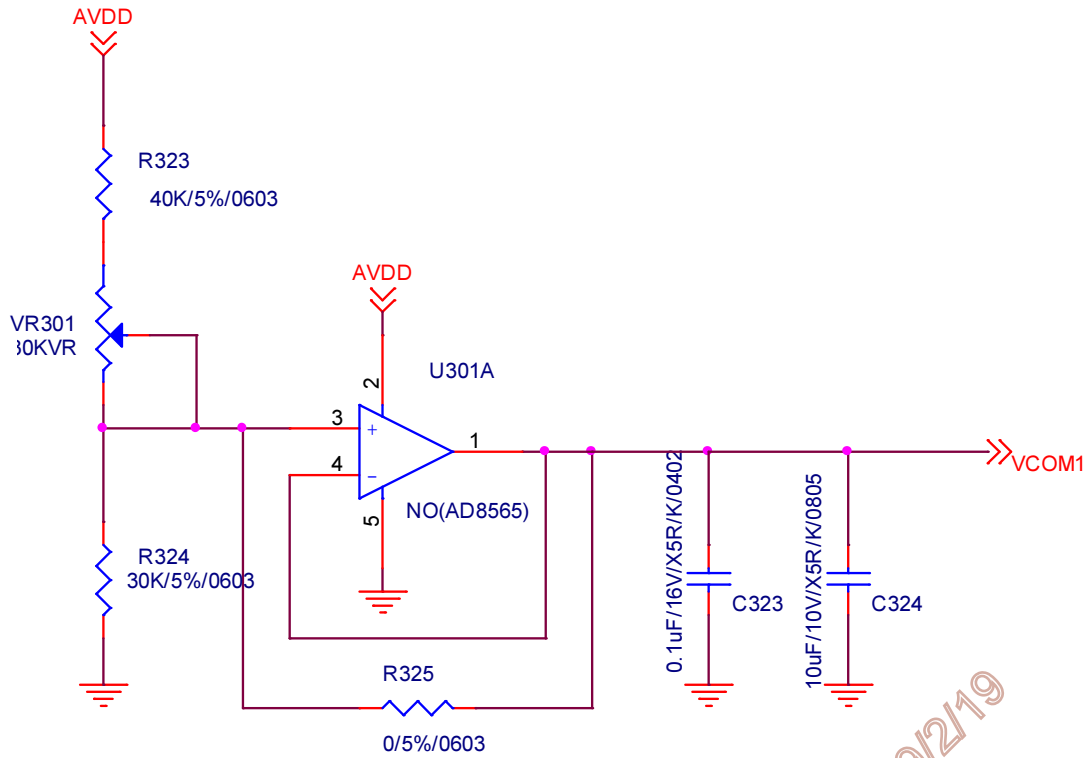 AVDD
R323
40K/5%/0603
VR301
AVDD
U301A
2
3
+
1
4
-
VCOM1
NO(AD8565)
5
R324
30K/5%/0603
0.1uF/16V/X5R/K/0402
C323
10uF/10V/X5R/K/0805
C324
R325
0/5%/0603